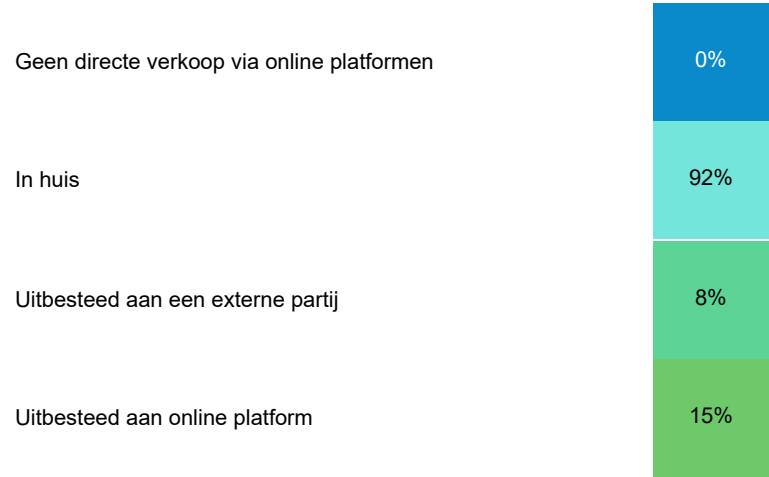 Geen directe verkoop via online platformen 0%
In huis 92%
Uitbesteed aan een externe partij 8%
Uitbesteed aan online platform 15%